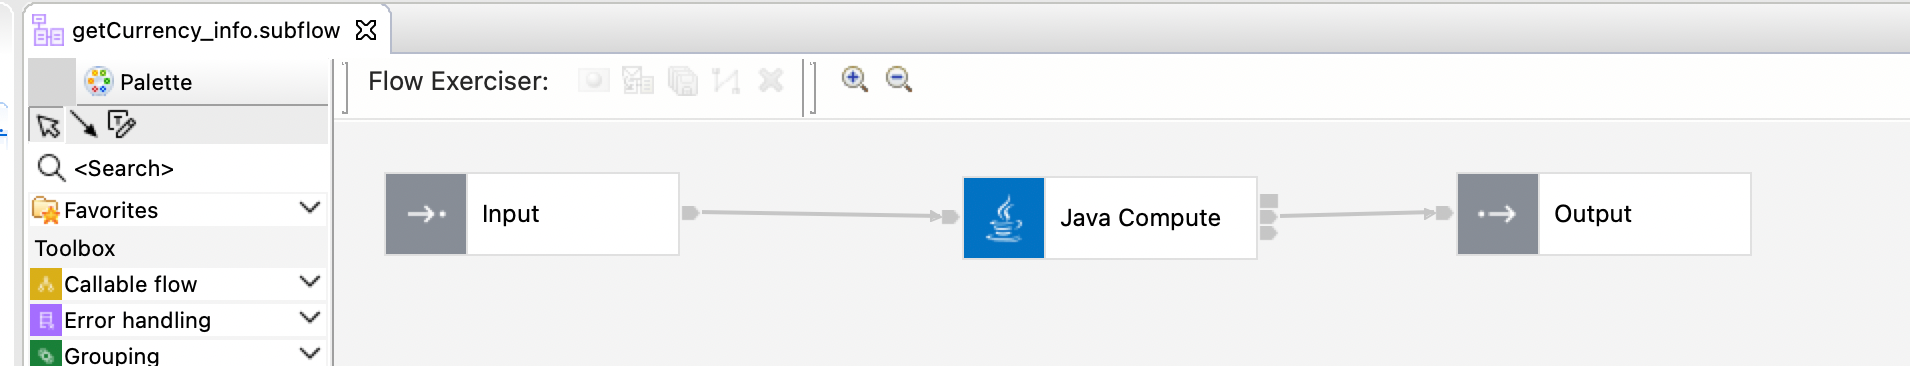 getCurrency_info.subflow
Palette
Flow Exerciser:
<Search>
Favorites
Toolbox
Callable flow
Error handling
Grouping
Input
Java Compute
Output